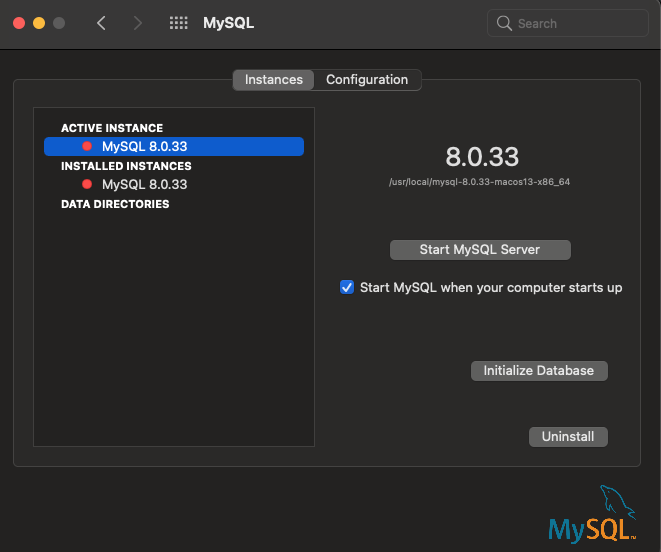 MySQL
Search
Instances
Configuration
ACTIVE INSTANCE
MySQL 8.0.33
INSTALLED INSTANCES
MySQL 8.0.33
DATA DIRECTORIES
8.0.33
/usr/local/mysql-8.0.33-macos13-x86_64
Start MySQL Server
Start MySQL when your computer starts up
Initialize Database
Uninstall
MySQL™